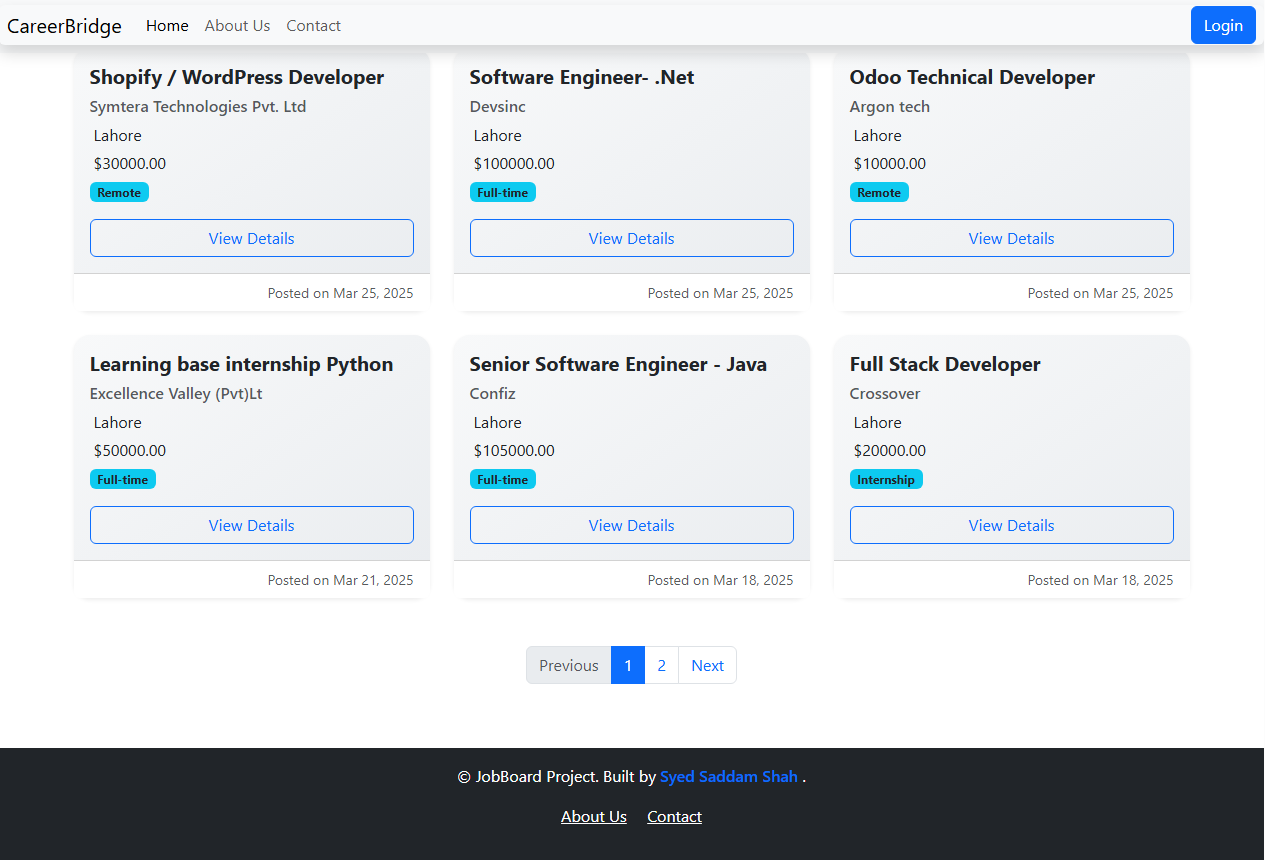 CareerBridge Home About Us Contact Login
Shopify / WordPress Developer
Symtera Technologies Pvt. Ltd
Lahore
$30000.00
Remote
View Details
Posted on Mar 25, 2025
Software Engineer- .Net
Devsinc
Lahore
$100000.00
Full-time
View Details
Posted on Mar 25, 2025
Odoo Technical Developer
Argon tech
Lahore
$10000.00
Remote
View Details
Posted on Mar 25, 2025
Learning base internship Python
Excellence Valley (Pvt)Lt
Lahore
$50000.00
Full-time
View Details
Posted on Mar 21, 2025
Senior Software Engineer - Java
Confiz
Lahore
$105000.00
Full-time
View Details
Posted on Mar 18, 2025
Full Stack Developer
Crossover
Lahore
$20000.00
Internship
View Details
Posted on Mar 18, 2025
Previous 1 2 Next
© JobBoard Project. Built by Syed Saddam Shah .
About Us Contact